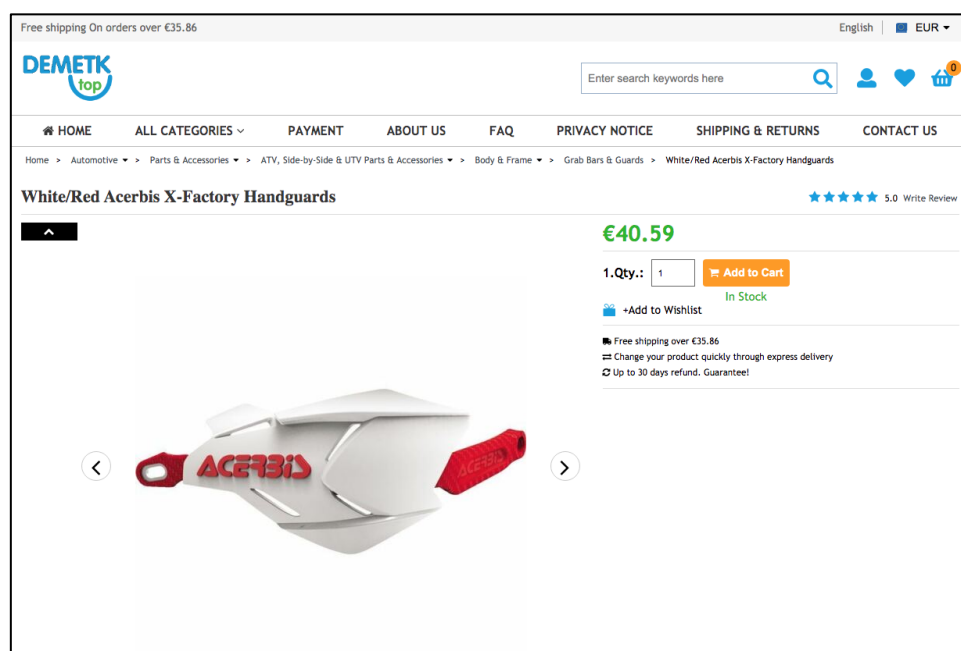 Free shipping On orders over €35.86
English
EUR
DEMETK
top
Enter search keywords here
0
HOME ALL CATEGORIES PAYMENT ABOUT US FAQ PRIVACY NOTICE SHIPPING & RETURNS CONTACT US
Home > Automotive > Parts & Accessories > ATV, Side-by-Side & UTV Parts & Accessories > Body & Frame > Grab Bars & Guards > White/Red Acerbis X-Factory Handguards
White/Red Acerbis X-Factory Handguards
5.0 Write Review
€40.59
1.Qty.: 1 Add to Cart
In Stock
+Add to Wishlist
Free shipping over €35.86
Change your product quickly through express delivery
Up to 30 days refund. Guarantee!
ACERBIS
ACERBIS